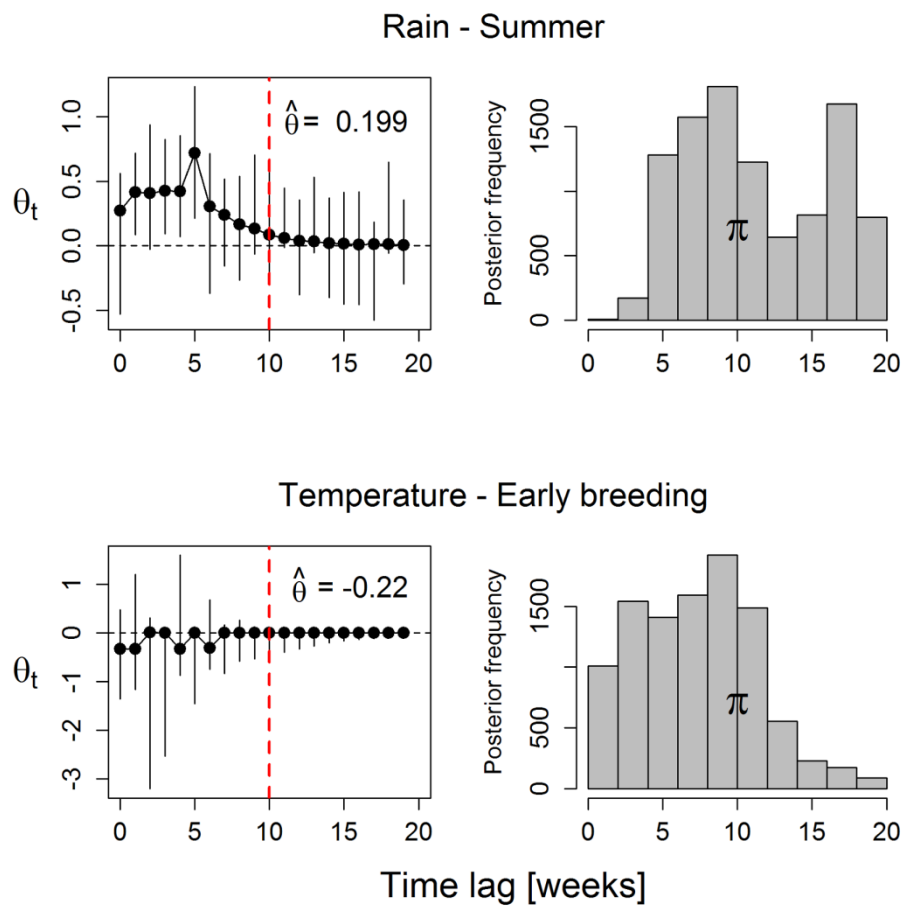 Rain - Summer
θt
1.0
0.5
0.0
-0.5
θ̂ = 0.199
0 5 10 15 20
Posterior frequency
1500
500
0
π
0 5 10 15 20
Temperature - Early breeding
θt
1
0
-1
-2
-3
θ̂ = -0.22
0 5 10 15 20
Posterior frequency
1500
500
0
π
0 5 10 15 20
Time lag [weeks]